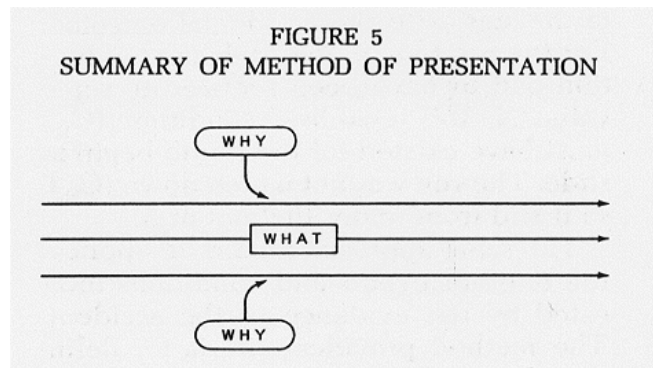 FIGURE 5
SUMMARY OF METHOD OF PRESENTATION
WHY
WHAT
WHY